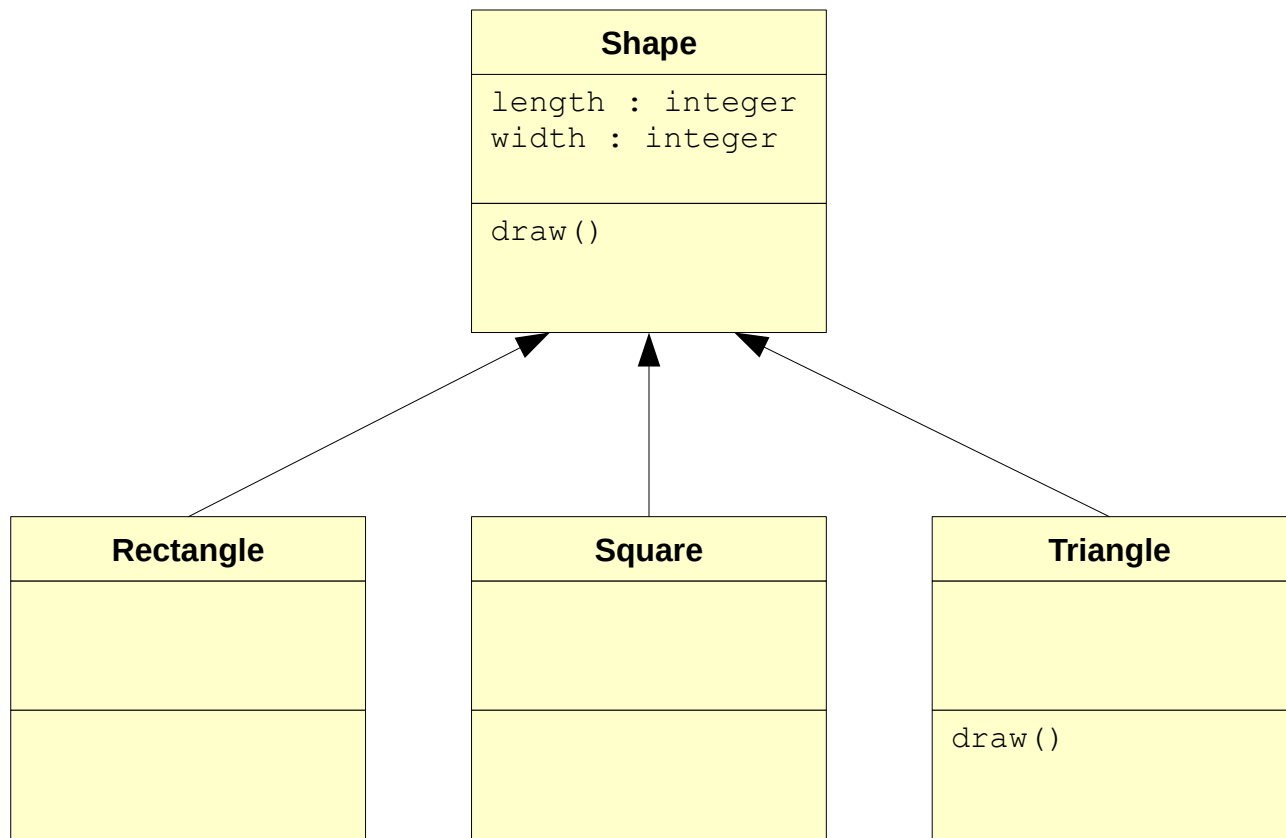 Shape
length : integer
width : integer
draw()
Rectangle
Square
Triangle
draw()